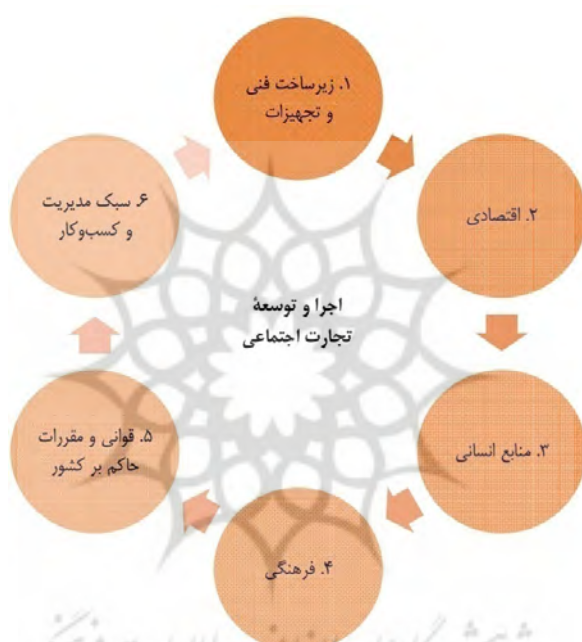 ۱. زیرساخت فنی
و تجهیزات
۲. اقتصادی
۳. منابع انسانی
۴. فرهنگی
۵. قوانی و مقررات
حاکم بر کشور
۶. سبک مدیریت
و کسب‌وکار
اجرا و توسعهٔ
تجارت اجتماعی